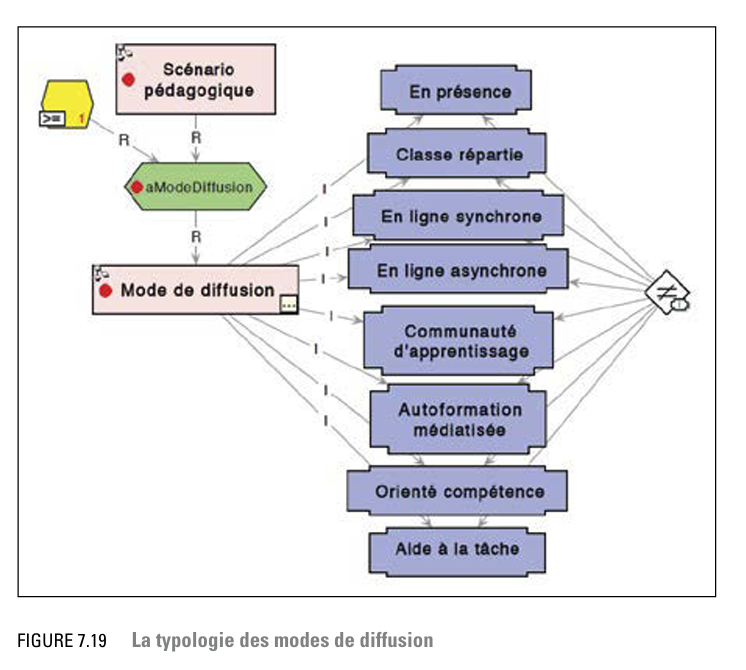 Scénario
pédagogique
>= 1
R
R
aModeDiffusion
R
Mode de diffusion
...
I
I
I
I
I
I
I
I
En présence
Classe répartie
En ligne synchrone
En ligne asynchrone
Communauté
d'apprentissage
Autoformation
médiatisée
Orienté compétence
Aide à la tâche
≠
FIGURE 7.19 La typologie des modes de diffusion